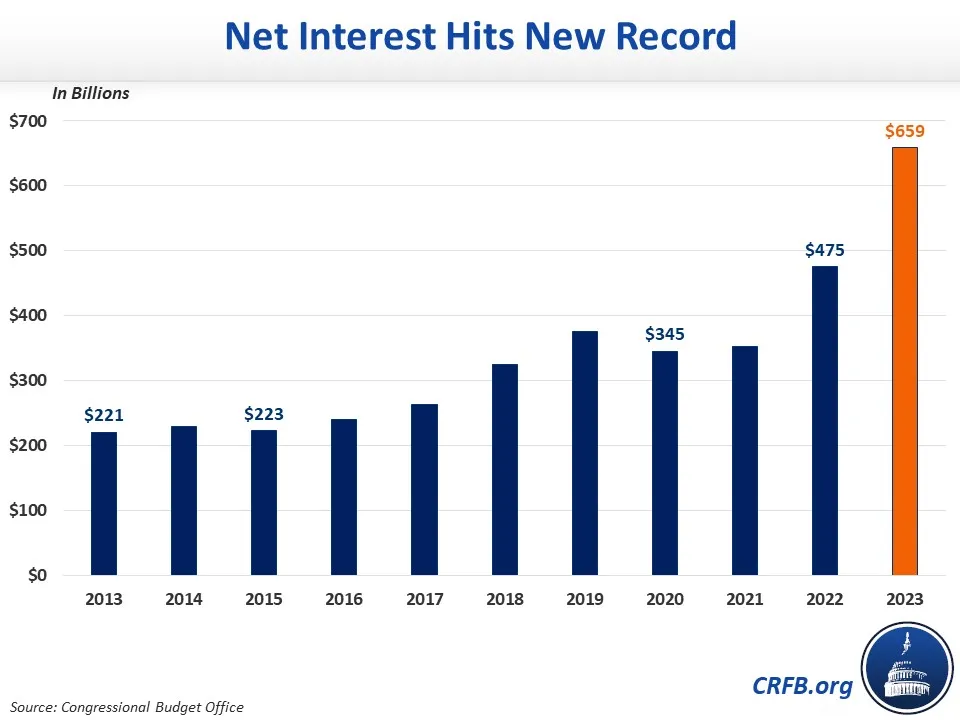 Net Interest Hits New Record
In Billions
$700
$600
$500
$400
$300
$200
$100
$0
$221
$223
$345
$475
$659
2013 2014 2015 2016 2017 2018 2019 2020 2021 2022 2023
CRFB.org
Source: Congressional Budget Office